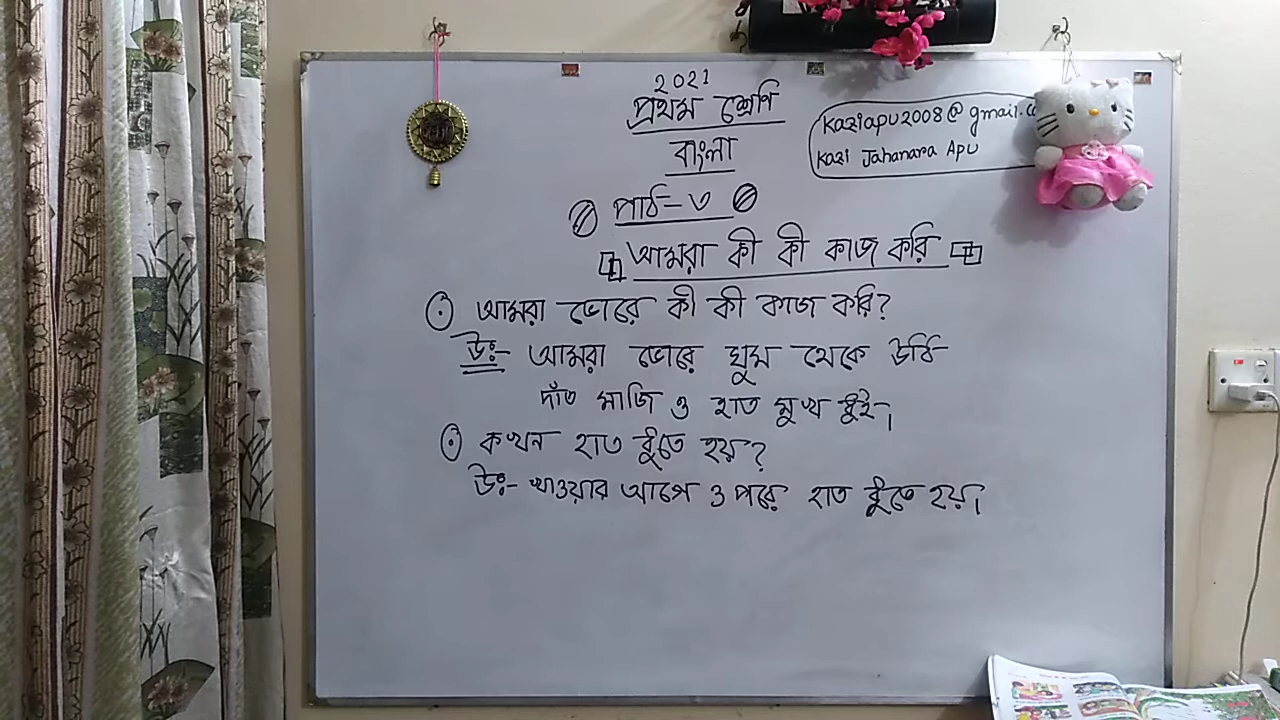 ২০২১
প্রথম শ্রেণি
বাংলা
পাঠ-৩
আমরা কী কী কাজ করি
kaziapu2008@gmail.c
kazi Jahanara Apu
আমরা ভোরে কী কী কাজ করি?
উঃ- আমরা ভোরে ঘুম থেকে উঠি
দাঁত মাজি ও হাত মুখ ধুঁই।
কখন হাত ধুঁতে হয়?
উঃ- খাওয়ার আগে ও পরে হাত ধুঁতে হয়।